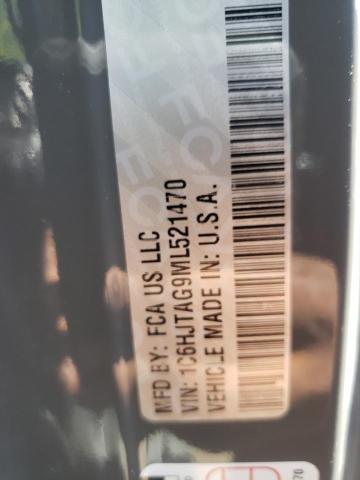 MFD BY: FCA US LLC
VIN: 1C6HJTAG9ML521470
VEHICLE MADE IN: U.S.A.